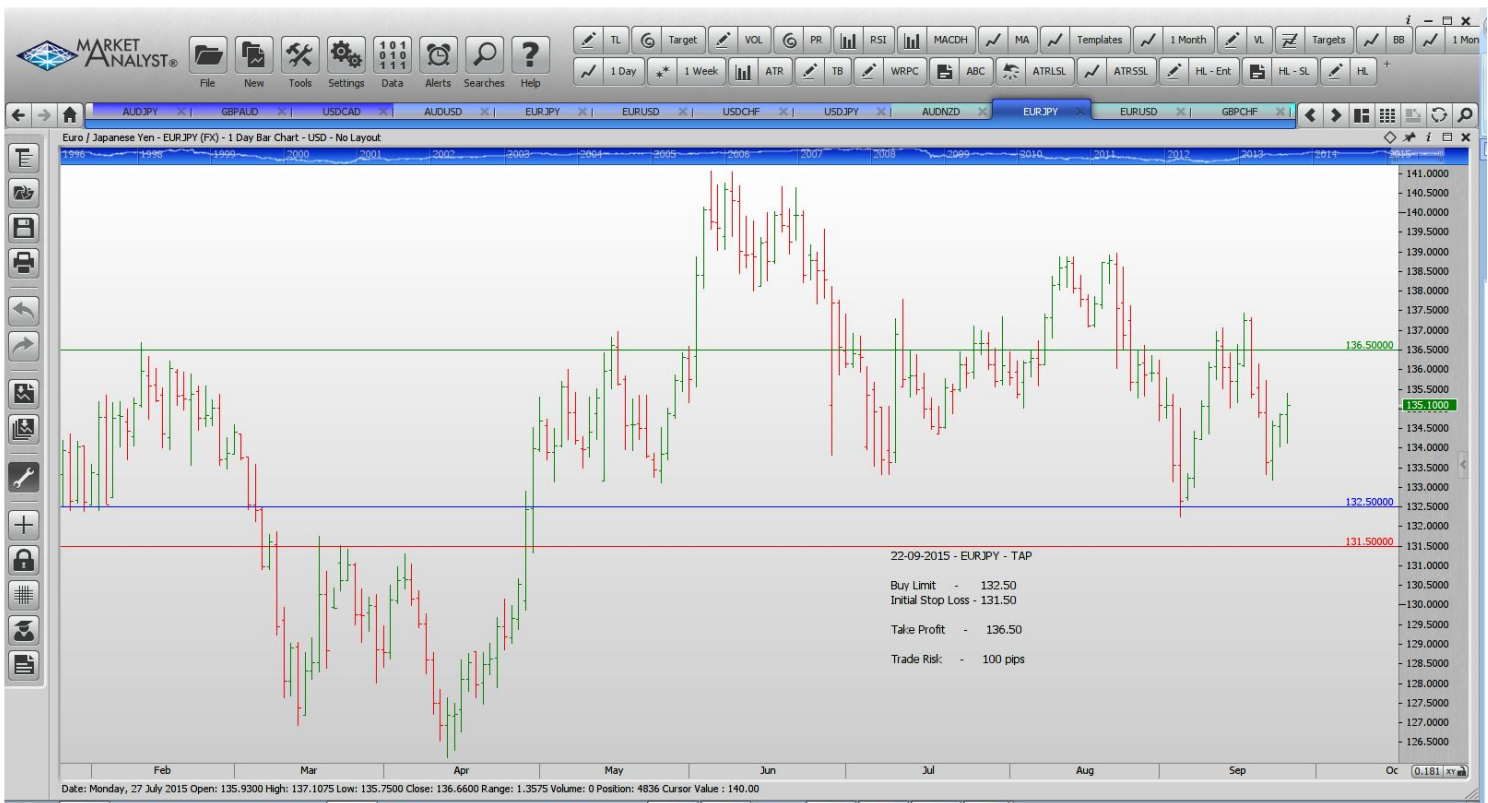 i
MARKET ANALYST®
File New Tools Settings Data Alerts Searches Help
TL Target VOL PR RSI MACDH MA Templates 1 Month VL Targets BB 1 Mon
1 Day 1 Week ATR TB WRPC ABC ATRLSL ATRSSL HL - Ent HL - SL HL +
AUDJPY GBPAUD USDCAD AUDUSD EURJPY EURUSD USDCHF USDJPY AUDNZD EURJPY EURUSD GBPCHF
Euro / Japanese Yen - EURJPY (FX) - 1 Day Bar Chart - USD - No Layout
1996 1998 1999 2000 2001 2002 2003 2004 2005 2006 2007 2008 2009 2010 2011 2012 2013 2014 2015
141.0000
140.5000
140.0000
139.5000
139.0000
138.5000
138.0000
137.5000
137.0000
136.50000
136.5000
136.0000
135.5000
135.1000
134.5000
134.0000
133.5000
133.0000
132.50000
132.5000
132.0000
131.50000
131.5000
131.0000
130.5000
130.0000
129.5000
129.0000
128.5000
128.0000
127.5000
127.0000
126.5000
22-09-2015 - EURJPY - TAP
Buy Limit - 132.50
Initial Stop Loss - 131.50
Take Profit - 136.50
Trade Risk - 100 pips
Feb Mar Apr May Jun Jul Aug Sep Oc
0.181 XY
Date: Monday, 27 July 2015 Open: 135.9300 High: 137.1075 Low: 135.7500 Close: 136.6600 Range: 1.3575 Volume: 0 Position: 4836 Cursor Value : 140.00